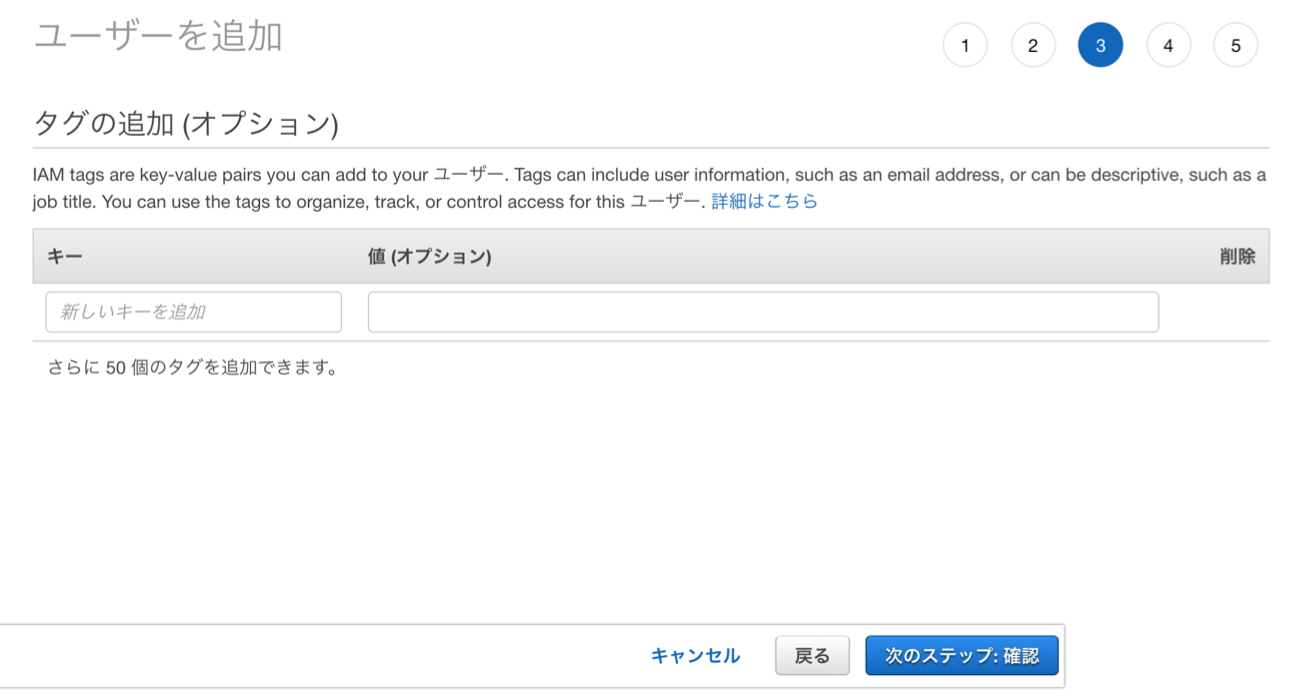 ユーザーを追加
1 2 3 4 5
タグの追加 (オプション)
IAM tags are key-value pairs you can add to your ユーザー. Tags can include user information, such as an email address, or can be descriptive, such as a
job title. You can use the tags to organize, track, or control access for this ユーザー. 詳細はこちら
キー 値 (オプション) 削除
新しいキーを追加
さらに 50 個のタグを追加できます。
キャンセル 戻る 次のステップ: 確認